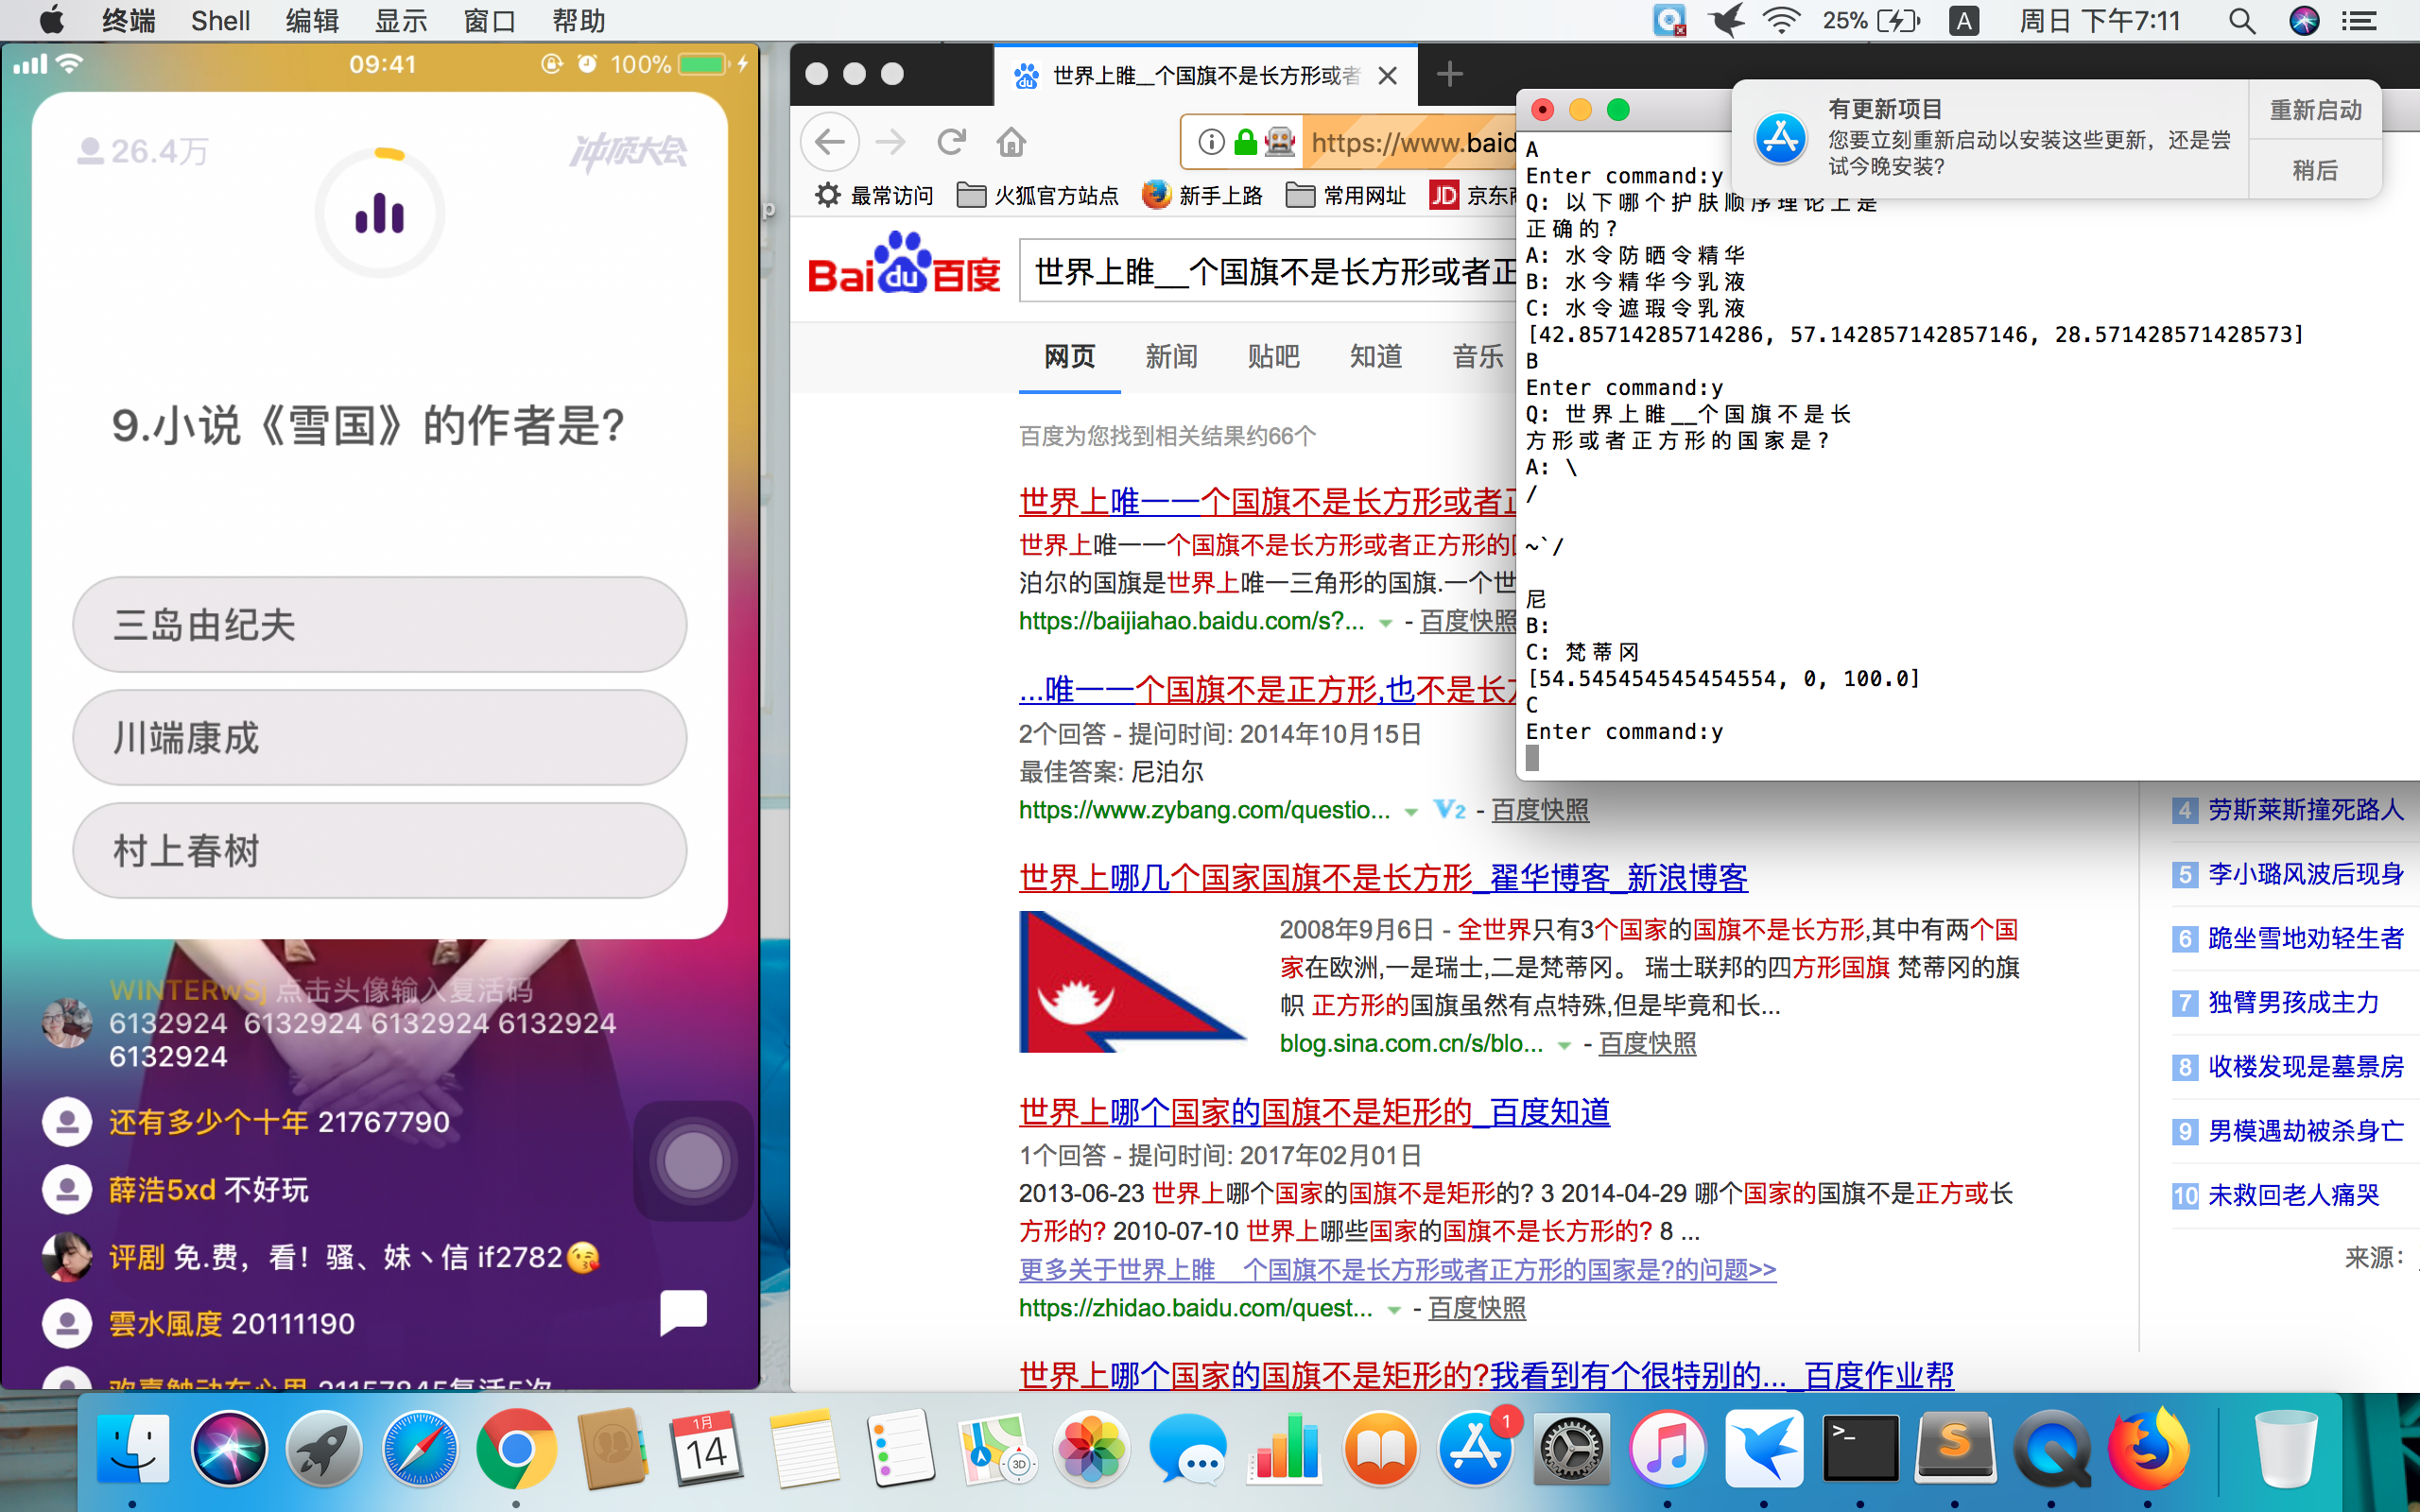 终端 Shell 编辑 显示 窗口 帮助
25% A 周日 下午7:11
09:41 100%
26.4万 冲顶大会
9.小说《雪国》的作者是?
三岛由纪夫
川端康成
村上春树
WINTERwSj 点击头像输入复活码
6132924 6132924 6132924 6132924
6132924
还有多少个十年 21767790
薛浩5xd 不好玩
评剧 免.费，看！骚、妹丶信 if2782😘
雲水風度 20111190
世界上睢__个国旗不是长方形或者
https://www.baid
最常访问 火狐官方站点 新手上路 常用网址 JD 京东商
Bai du 百度
世界上睢__个国旗不是长方形或者正
网页 新闻 贴吧 知道 音乐
百度为您找到相关结果约66个
世界上唯一一个国旗不是长方形或者正
世界上唯一一个国旗不是长方形或者正方形的国
泊尔的国旗是世界上唯一三角形的国旗.一个世
https://baijiahao.baidu.com/s?... - 百度快照
...唯一一个国旗不是正方形,也不是长方
2个回答 - 提问时间: 2014年10月15日
最佳答案: 尼泊尔
https://www.zybang.com/questio... V2 - 百度快照
世界上哪几个国家国旗不是长方形_翟华博客_新浪博客
2008年9月6日 - 全世界只有3个国家的国旗不是长方形,其中有两个国
家在欧洲,一是瑞士,二是梵蒂冈。 瑞士联邦的四方形国旗 梵蒂冈的旗
帜 正方形的国旗虽然有点特殊,但是毕竟和长...
blog.sina.com.cn/s/blo... - 百度快照
世界上哪个国家的国旗不是矩形的_百度知道
1个回答 - 提问时间: 2017年02月01日
2013-06-23 世界上哪个国家的国旗不是矩形的? 3 2014-04-29 哪个国家的国旗不是正方或长
方形的? 2010-07-10 世界上哪些国家的国旗不是长方形的? 8 ...
更多关于世界上睢__个国旗不是长方形或者正方形的国家是?的问题>>
https://zhidao.baidu.com/quest... - 百度快照
世界上哪个国家的国旗不是矩形的?我看到有个很特别的..._百度作业帮
有更新项目
您要立刻重新启动以安装这些更新，还是尝
试今晚安装？
重新启动
稍后
A
Enter command:y
Q: 以下哪个护肤顺序理论上是
正确的？
A: 水令防晒令精华
B: 水今精华今乳液
C: 水令遮瑕令乳液
[42.85714285714286, 57.142857142857146, 28.571428571428573]
B
Enter command:y
Q: 世界上睢__个国旗不是长
方形或者正方形的国家是？
A: \
/
~`/
尼
B:
C: 梵蒂冈
[54.545454545454554, 0, 100.0]
C
Enter command:y
4 劳斯莱斯撞死路人
5 李小璐风波后现身
6 跪坐雪地劝轻生者
7 独臂男孩成主力
8 收楼发现是墓景房
9 男模遇劫被杀身亡
10 未救回老人痛哭
来源：
1月
14
3D
1